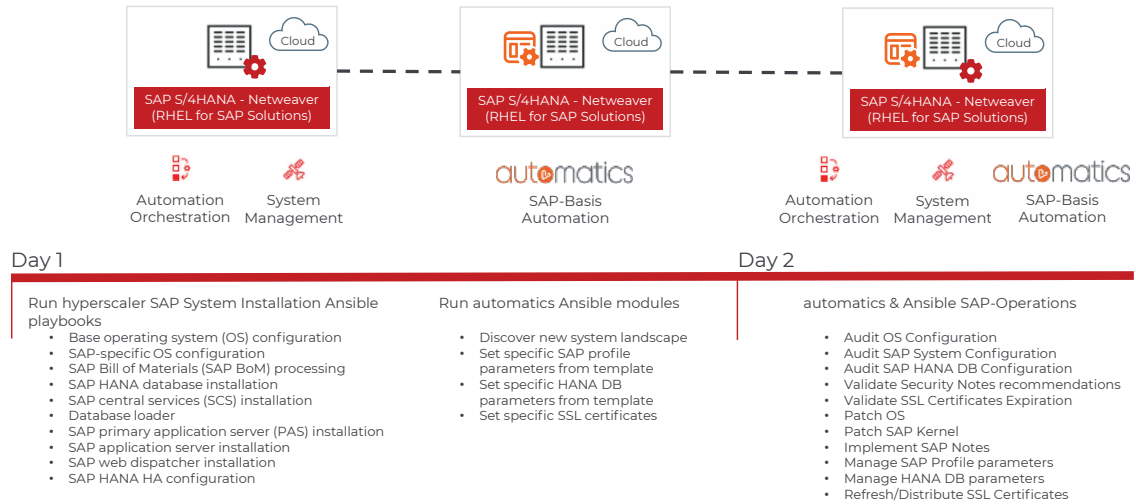 Cloud
SAP S/4HANA - Netweaver
(RHEL for SAP Solutions)
Cloud
SAP S/4HANA - Netweaver
(RHEL for SAP Solutions)
Cloud
SAP S/4HANA - Netweaver
(RHEL for SAP Solutions)
Automation
Orchestration
System
Management
automatics
SAP-Basis
Automation
Automation
Orchestration
System
Management
automatics
SAP-Basis
Automation
Day 1
Day 2
Run hyperscaler SAP System Installation Ansible
playbooks
• Base operating system (OS) configuration
• SAP-specific OS configuration
• SAP Bill of Materials (SAP BoM) processing
• SAP HANA database installation
• SAP central services (SCS) installation
• Database loader
• SAP primary application server (PAS) installation
• SAP application server installation
• SAP web dispatcher installation
• SAP HANA HA configuration
Run automatics Ansible modules
• Discover new system landscape
• Set specific SAP profile
parameters from template
• Set specific HANA DB
parameters from template
• Set specific SSL certificates
automatics & Ansible SAP-Operations
• Audit OS Configuration
• Audit SAP System Configuration
• Audit SAP HANA DB Configuration
• Validate Security Notes recommendations
• Validate SSL Certificates Expiration
• Patch OS
• Patch SAP Kernel
• Implement SAP Notes
• Manage SAP Profile parameters
• Manage HANA DB parameters
• Refresh/Distribute SSL Certificates